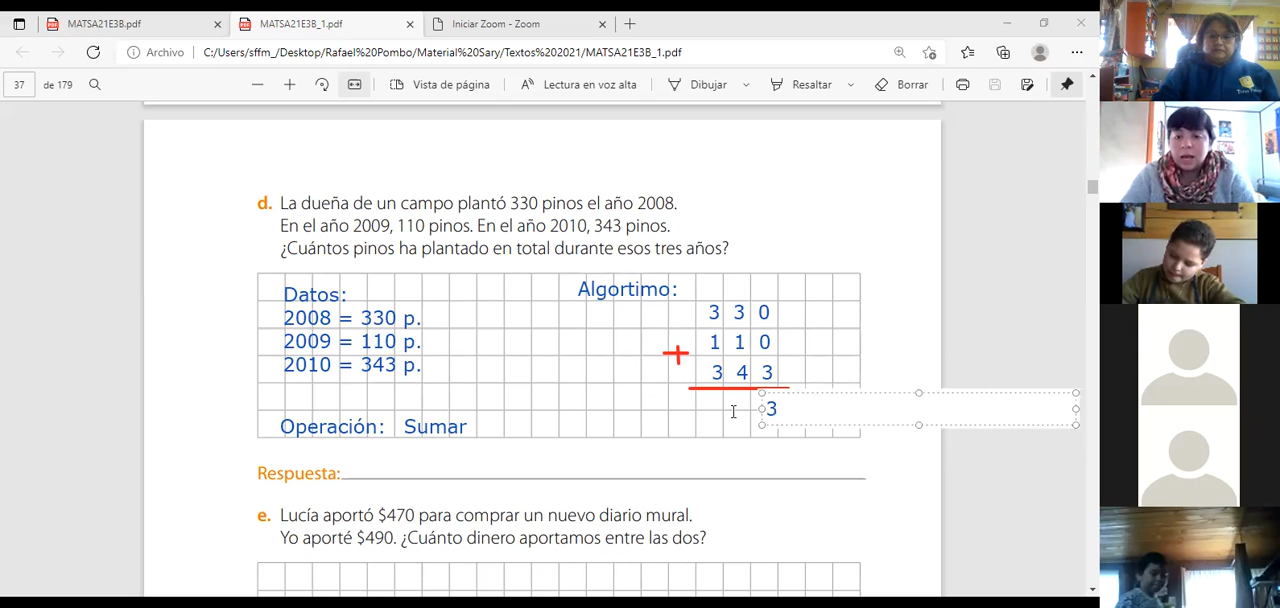 MATSA21E3B.pdf
MATSA21E3B_1.pdf
Iniciar Zoom - Zoom
Archivo
C:/Users/sffm_/Desktop/Rafael%20Pombo/Material%20Sary/Textos%202021/MATSA21E3B_1.pdf
37 de 179
Vista de página
Lectura en voz alta
Dibujar
Resaltar
Borrar
d. La dueña de un campo plantó 330 pinos el año 2008.
En el año 2009, 110 pinos. En el año 2010, 343 pinos.
¿Cuántos pinos ha plantado en total durante esos tres años?
Datos:
2008 = 330 p.
2009 = 110 p.
2010 = 343 p.
Operación: Sumar
Algortimo:
3 3 0
1 1 0
+ 3 4 3
3
Respuesta:
e. Lucía aportó $470 para comprar un nuevo diario mural.
Yo aporté $490. ¿Cuánto dinero aportamos entre las dos?